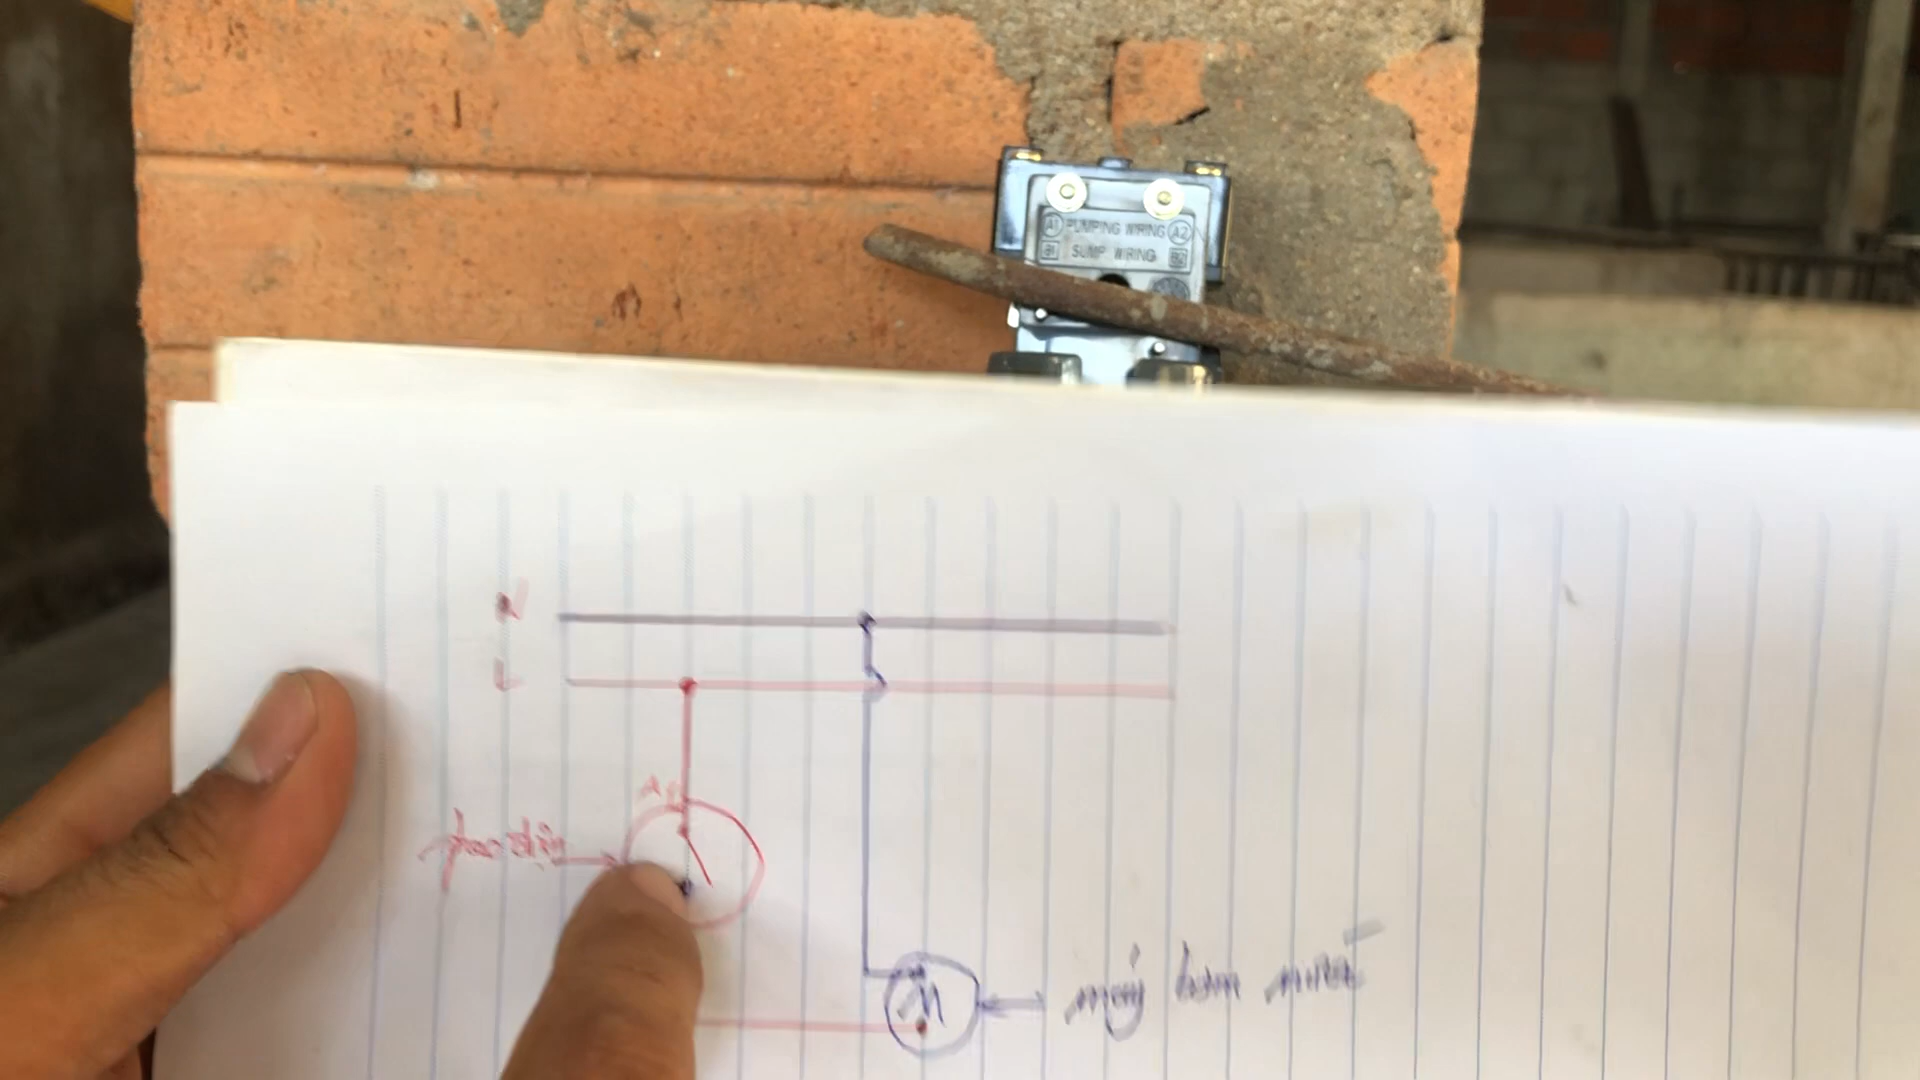 A1 PUMPING WIRING A2
B1 SUMP WIRING B2
N
L
phao điện
M
máy bơm nước